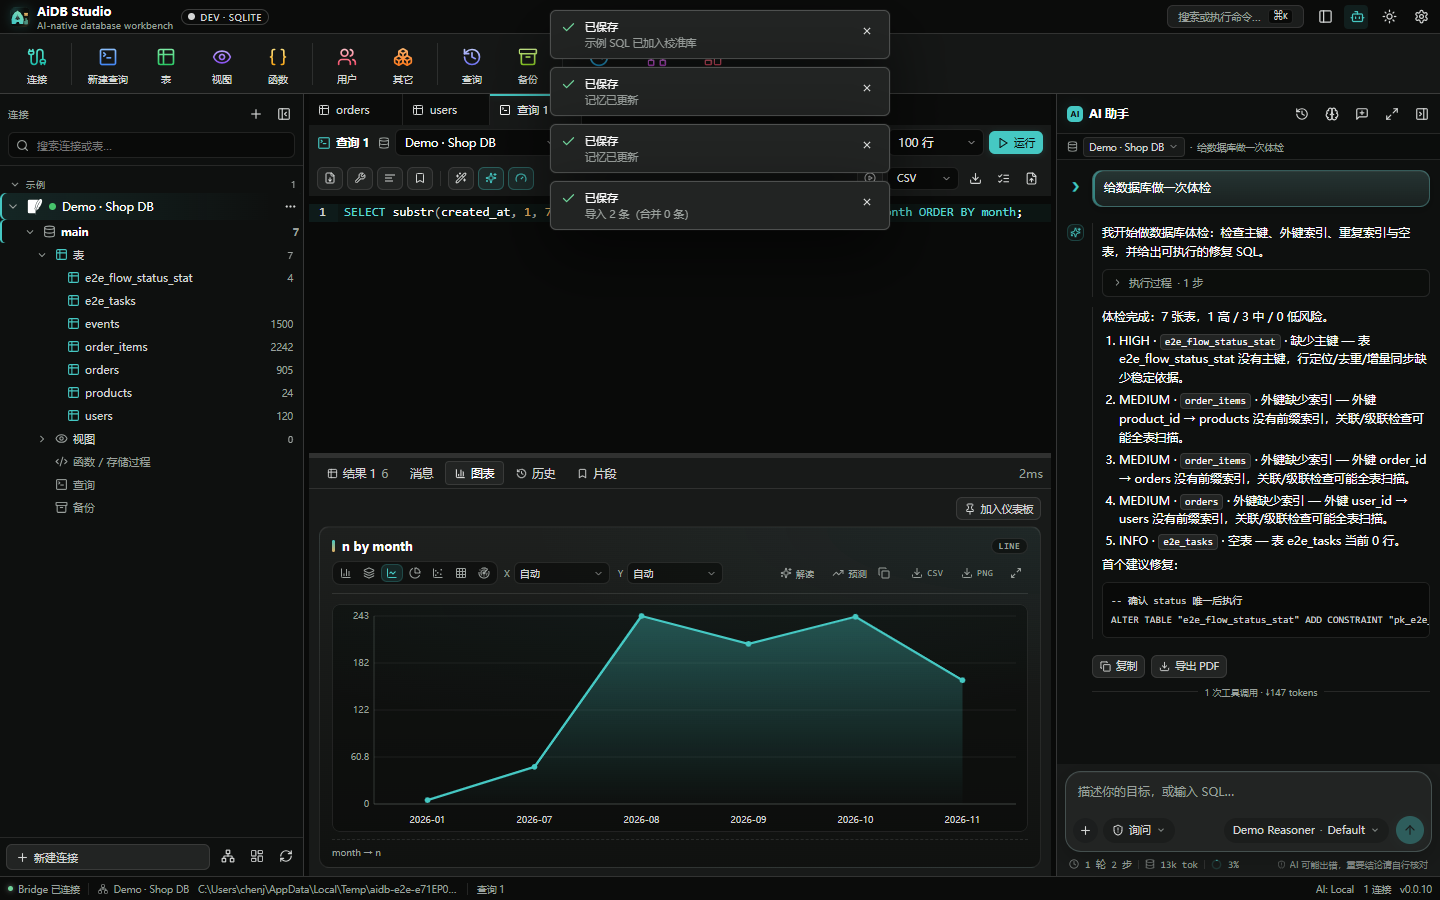 AiDB Studio
AI-native database workbench
DEV · SQLITE
搜索或执行命令...
⌘K
连接
新建查询
表
视图
函数
用户
其它
查询
备份
已保存
示例 SQL 已加入校准库
已保存
记忆已更新
已保存
记忆已更新
已保存
导入 2 条（合并 0 条）
连接
搜索连接或表...
示例
1
Demo · Shop DB
main
7
表
7
e2e_flow_status_stat
4
e2e_tasks
events
1500
order_items
2242
orders
905
products
24
users
120
视图
0
函数 / 存储过程
查询
备份
新建连接
orders
users
查询 1
查询 1
Demo · Shop DB
100 行
运行
CSV
1
SELECT substr(created_at, 1, 7
nth ORDER BY month;
结果 1 6
消息
图表
历史
片段
2ms
加入仪表板
n by month
LINE
X
自动
Y
自动
解读
预测
CSV
PNG
243
182
122
60.8
0
2026-01
2026-07
2026-08
2026-09
2026-10
2026-11
month → n
AI
AI 助手
Demo · Shop DB
· 给数据库做一次体检
给数据库做一次体检
我开始做数据库体检：检查主键、外键索引、重复索引与空
表，并给出可执行的修复 SQL。
执行过程 · 1 步
体检完成：7 张表，1 高 / 3 中 / 0 低风险。
1. HIGH · e2e_flow_status_stat · 缺少主键 — 表
e2e_flow_status_stat 没有主键，行定位/去重/增量同步缺
少稳定依据。
2. MEDIUM · order_items · 外键缺少索引 — 外键
product_id → products 没有前缀索引，关联/级联检查可
能全表扫描。
3. MEDIUM · order_items · 外键缺少索引 — 外键 order_id
→ orders 没有前缀索引，关联/级联检查可能全表扫描。
4. MEDIUM · orders · 外键缺少索引 — 外键 user_id →
users 没有前缀索引，关联/级联检查可能全表扫描。
5. INFO · e2e_tasks · 空表 — 表 e2e_tasks 当前 0 行。
首个建议修复：
-- 确认 status 唯一后执行
ALTER TABLE "e2e_flow_status_stat" ADD CONSTRAINT "pk_e2e_
复制
导出 PDF
1 次工具调用 · ↓147 tokens
描述你的目标，或输入 SQL...
询问
Demo Reasoner · Default
1 轮 2 步
13k tok
3%
AI 可能出错，重要结论请自行核对
Bridge 已连接
Demo · Shop DB
C:\Users\chenj\AppData\Local\Temp\aidb-e2e-e71EP0...
查询 1
AI: Local
1 连接
v0.0.10